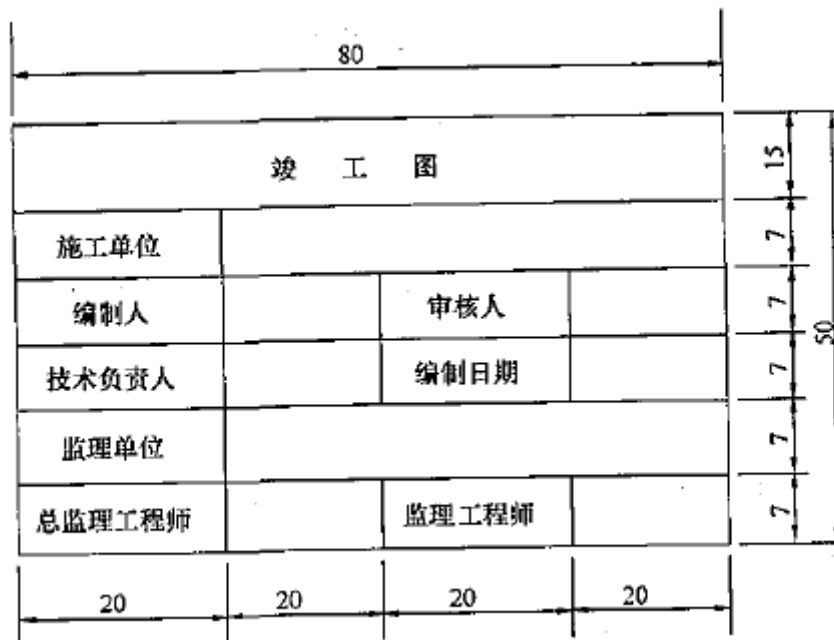 80
竣 工 图
15
施工单位
7
编制人 审核人
7
50
技术负责人 编制日期
7
监理单位
7
总监理工程师 监理工程师
7
20 20 20 20